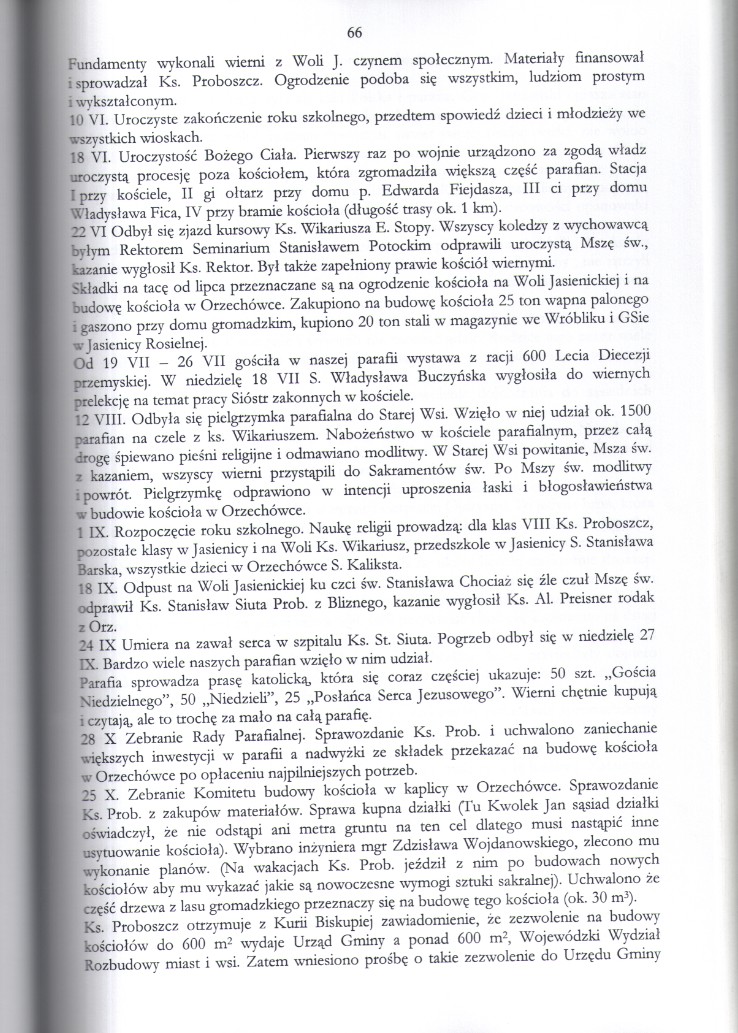 66
Fundamenty wykonali wierni z Woli J. czynem społecznym. Materiały finansował
i sprowadzał Ks. Proboszcz. Ogrodzenie podoba się wszystkim, ludziom prostym
i wykształconym.
10 VI. Uroczyste zakończenie roku szkolnego, przedtem spowiedź dzieci i młodzieży we
wszystkich wioskach.
18 VI. Uroczystość Bożego Ciała. Pierwszy raz po wojnie urządzono za zgodą władz
uroczystą procesję poza kościołem, która zgromadziła większą część parafian. Stacja
I przy kościele, II gi ołtarz przy domu p. Edwarda Fiejdasza, III ci przy domu
Władysława Fica, IV przy bramie kościoła (długość trasy ok. 1 km).
22 VI Odbył się zjazd kursowy Ks. Wikariusza E. Stopy. Wszyscy koledzy z wychowawcą
byłym Rektorem Seminarium Stanisławem Potockim odprawili uroczystą Mszę św.,
kazanie wygłosił Ks. Rektor. Był także zapełniony prawie kościół wiernymi.
Składki na tacę od lipca przeznaczane są na ogrodzenie kościoła na Woli Jasienickiej i na
budowę kościoła w Orzechówce. Zakupiono na budowę kościoła 25 ton wapna palonego
i gaszono przy domu gromadzkim, kupiono 20 ton stali w magazynie we Wróbliku i GSie
w Jasienicy Rosielnej.
Od 19 VII – 26 VII gościła w naszej parafii wystawa z racji 600 Lecia Diecezji
przemyskiej. W niedzielę 18 VII S. Władysława Buczyńska wygłosiła do wiernych
prelekcję na temat pracy Sióstr zakonnych w kościele.
12 VIII. Odbyła się pielgrzymka parafialna do Starej Wsi. Wzięło w niej udział ok. 1500
parafian na czele z ks. Wikariuszem. Nabożeństwo w kościele parafialnym, przez całą
drogę śpiewano pieśni religijne i odmawiano modlitwy. W Starej Wsi powitanie, Msza św.
z kazaniem, wszyscy wierni przystąpili do Sakramentów św. Po Mszy św. modlitwy
i powrót. Pielgrzymkę odprawiono w intencji uproszenia łaski i błogosławieństwa
w budowie kościoła w Orzechówce.
1 IX. Rozpoczęcie roku szkolnego. Naukę religii prowadzą: dla klas VIII Ks. Proboszcz,
pozostałe klasy w Jasienicy i na Woli Ks. Wikariusz, przedszkole w Jasienicy S. Stanisława
Barska, wszystkie dzieci w Orzechówce S. Kaliksta.
18 IX. Odpust na Woli Jasienickiej ku czci św. Stanisława Chociaż się źle czuł Mszę św.
odprawił Ks. Stanisław Siuta Prob. z Bliznego, kazanie wygłosił Ks. Al. Preisner rodak
z Orz.
24 IX Umiera na zawał serca w szpitalu Ks. St. Siuta. Pogrzeb odbył się w niedzielę 27
IX. Bardzo wiele naszych parafian wzięło w nim udział.
Parafia sprowadza prasę katolicką, która się coraz częściej ukazuje: 50 szt. „Gościa
Niedzielnego”, 50 „Niedzieli”, 25 „Posłańca Serca Jezusowego”. Wierni chętnie kupują
i czytają, ale to trochę za mało na całą parafię.
28 X Zebranie Rady Parafialnej. Sprawozdanie Ks. Prob. i uchwalono zaniechanie
większych inwestycji w parafii a nadwyżki ze składek przekazać na budowę kościoła
w Orzechówce po opłaceniu najpilniejszych potrzeb.
25 X. Zebranie Komitetu budowy kościoła w kaplicy w Orzechówce. Sprawozdanie
Ks. Prob. z zakupów materiałów. Sprawa kupna działki (Tu Kwolek Jan sąsiad działki
oświadczył, że nie odstąpi ani metra gruntu na ten cel dlatego musi nastąpić inne
usytuowanie kościoła). Wybrano inżyniera mgr Zdzisława Wojdanowskiego, zlecono mu
wykonanie planów. (Na wakacjach Ks. Prob. jeździł z nim po budowach nowych
kościołów aby mu wykazać jakie są nowoczesne wymogi sztuki sakralnej). Uchwalono że
część drzewa z lasu gromadzkiego przeznaczy się na budowę tego kościoła (ok. 30 m³).
Ks. Proboszcz otrzymuje z Kurii Biskupiej zawiadomienie, że zezwolenie na budowy
kościołów do 600 m² wydaje Urząd Gminy a ponad 600 m², Wojewódzki Wydział
Rozbudowy miast i wsi. Zatem wniesiono prośbę o takie zezwolenie do Urzędu Gminy